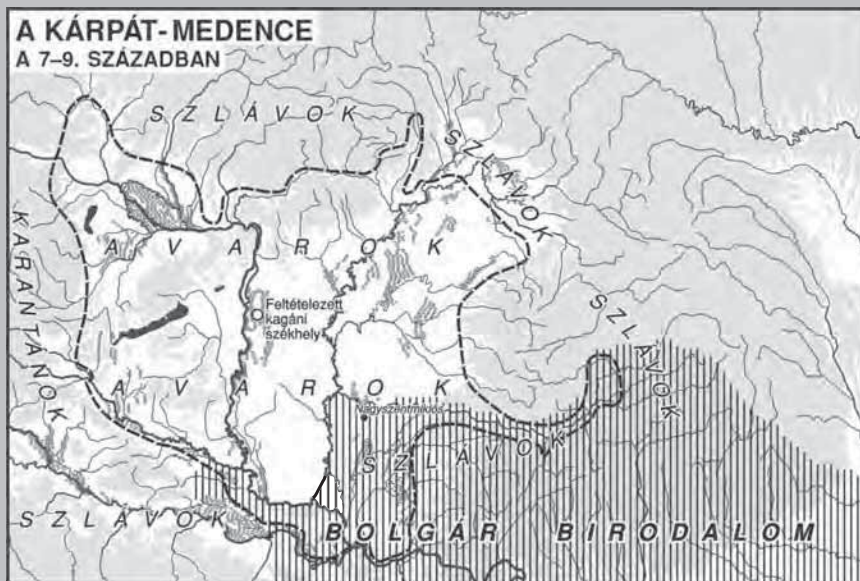 A KÁRPÁT-MEDENCE
A 7–9. SZÁZADBAN
SZLÁVOK
SZLÁVOK
KARANTÁNOK
AVAROK
Feltételezett
kagáni
székhely
SZLÁVOK
AVAROK
Nagyszentmiklós
SZLÁVOK
SZLÁVOK
BOLGÁR BIRODALOM